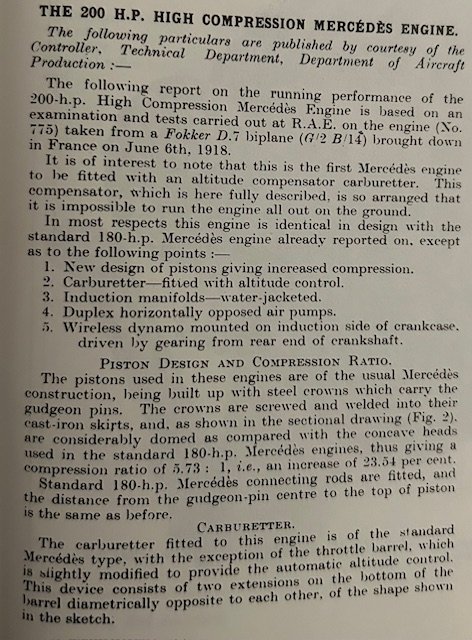 THE 200 H.P. HIGH COMPRESSION MERCÉDÈS ENGINE.
The following particulars are published by courtesy of the
Controller, Technical Department, Department of Aircraft
Production :—
The following report on the running performance of the
200-h.p. High Compression Mercédès Engine is based on an
examination and tests carried out at R.A.E. on the engine (No.
775) taken from a Fokker D.7 biplane (G/2 B/14) brought down
in France on June 6th, 1918.
It is of interest to note that this is the first Mercédès engine
to be fitted with an altitude compensator carburetter. This
compensator, which is here fully described, is so arranged that
it is impossible to run the engine all out on the ground.
In most respects this engine is identical in design with the
standard 180-h.p. Mercédès engine already reported on, except
as to the following points :—
1. New design of pistons giving increased compression.
2. Carburetter—fitted with altitude control.
3. Induction manifolds—water-jacketed.
4. Duplex horizontally opposed air pumps.
5. Wireless dynamo mounted on induction side of crankcase,
driven by gearing from rear end of crankshaft.
PISTON DESIGN AND COMPRESSION RATIO.
The pistons used in these engines are of the usual Mercédès
construction, being built up with steel crowns which carry the
gudgeon pins. The crowns are screwed and welded into their
cast-iron skirts, and, as shown in the sectional drawing (Fig. 2),
are considerably domed as compared with the concave heads
used in the standard 180-h.p. Mercédès engines, thus giving a
compression ratio of 5.73 : 1, i.e., an increase of 23.54 per cent.
Standard 180-h.p. Mercédès connecting rods are fitted, and
the distance from the gudgeon-pin centre to the top of piston
is the same as before.
CARBURETTER.
The carburetter fitted to this engine is of the standard
Mercédès type, with the exception of the throttle barrel, which
is slightly modified to provide the automatic altitude control.
This device consists of two extensions on the bottom of the
barrel diametrically opposite to each other, of the shape shown
in the sketch.